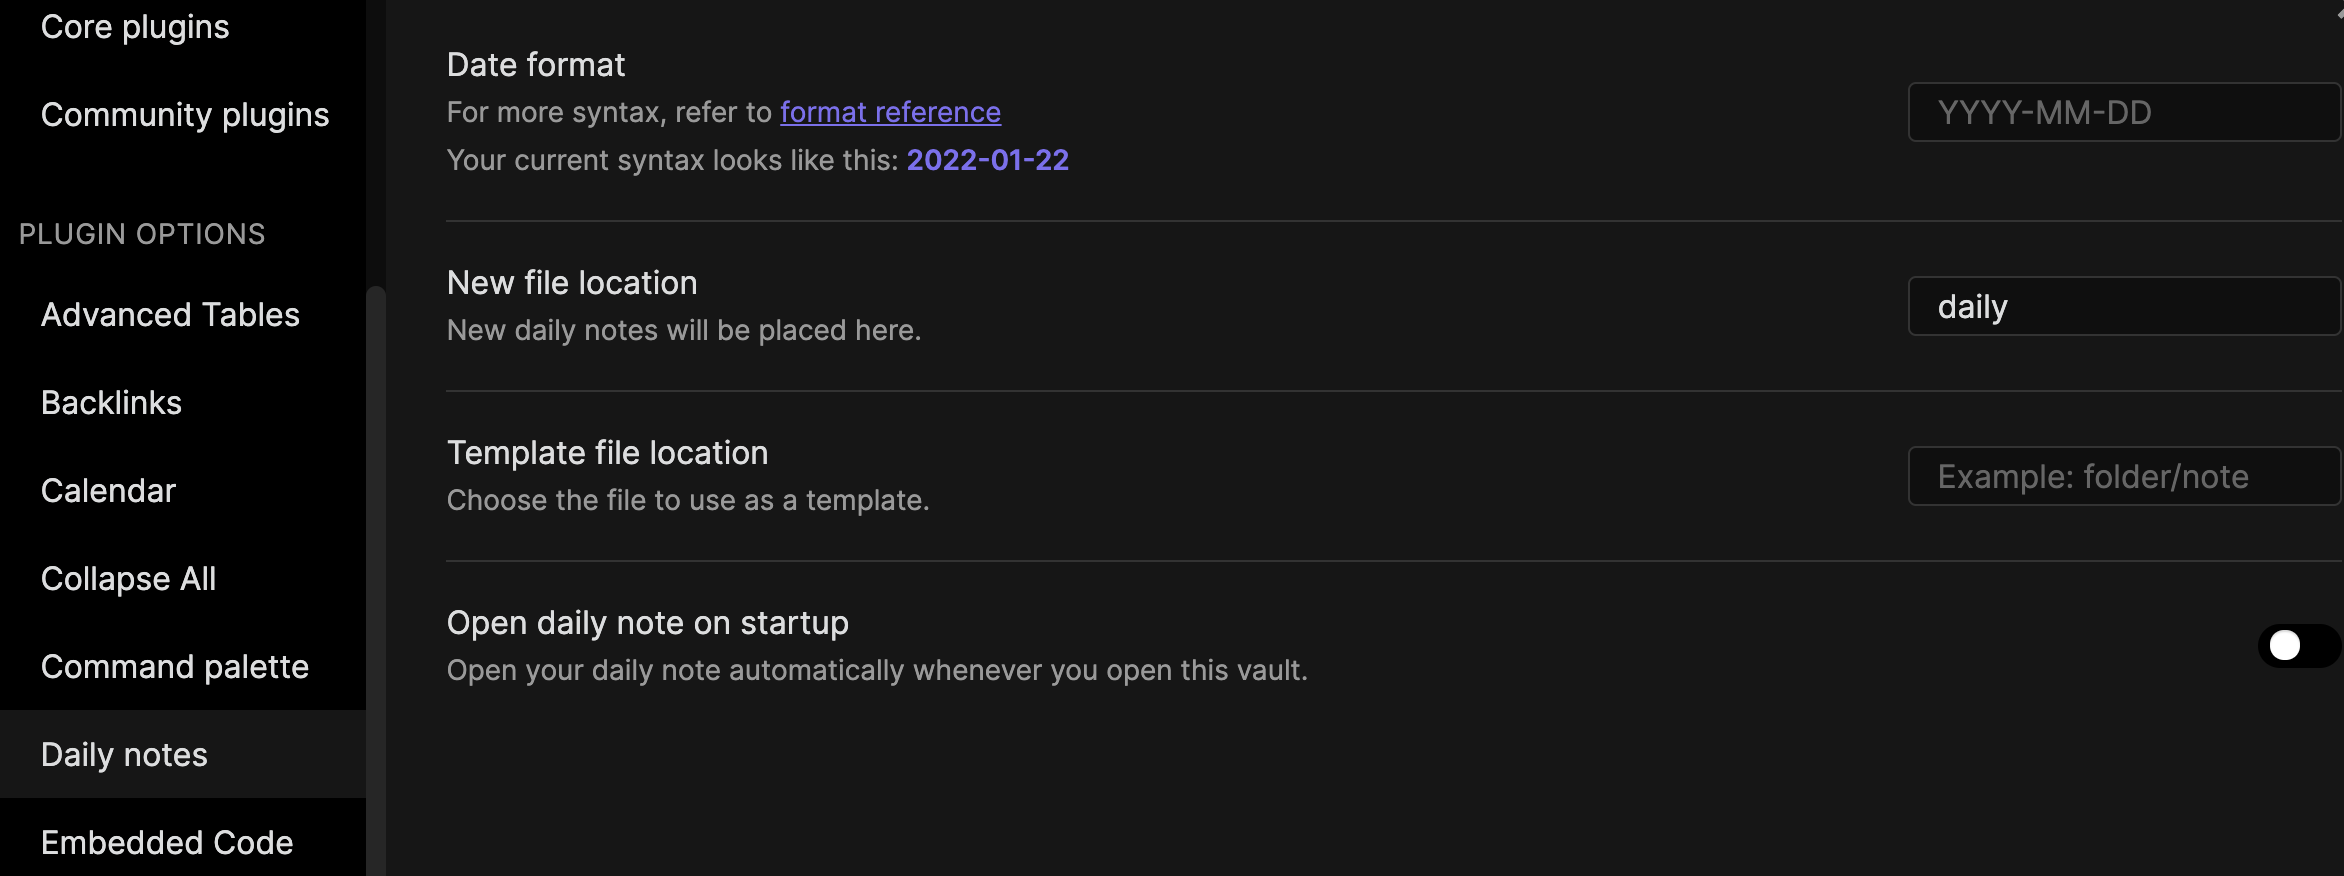 Core plugins
Community plugins
PLUGIN OPTIONS
Advanced Tables
Backlinks
Calendar
Collapse All
Command palette
Daily notes
Embedded Code
Date format
For more syntax, refer to format reference
Your current syntax looks like this: 2022-01-22
YYYY-MM-DD
New file location
New daily notes will be placed here.
daily
Template file location
Choose the file to use as a template.
Example: folder/note
Open daily note on startup
Open your daily note automatically whenever you open this vault.